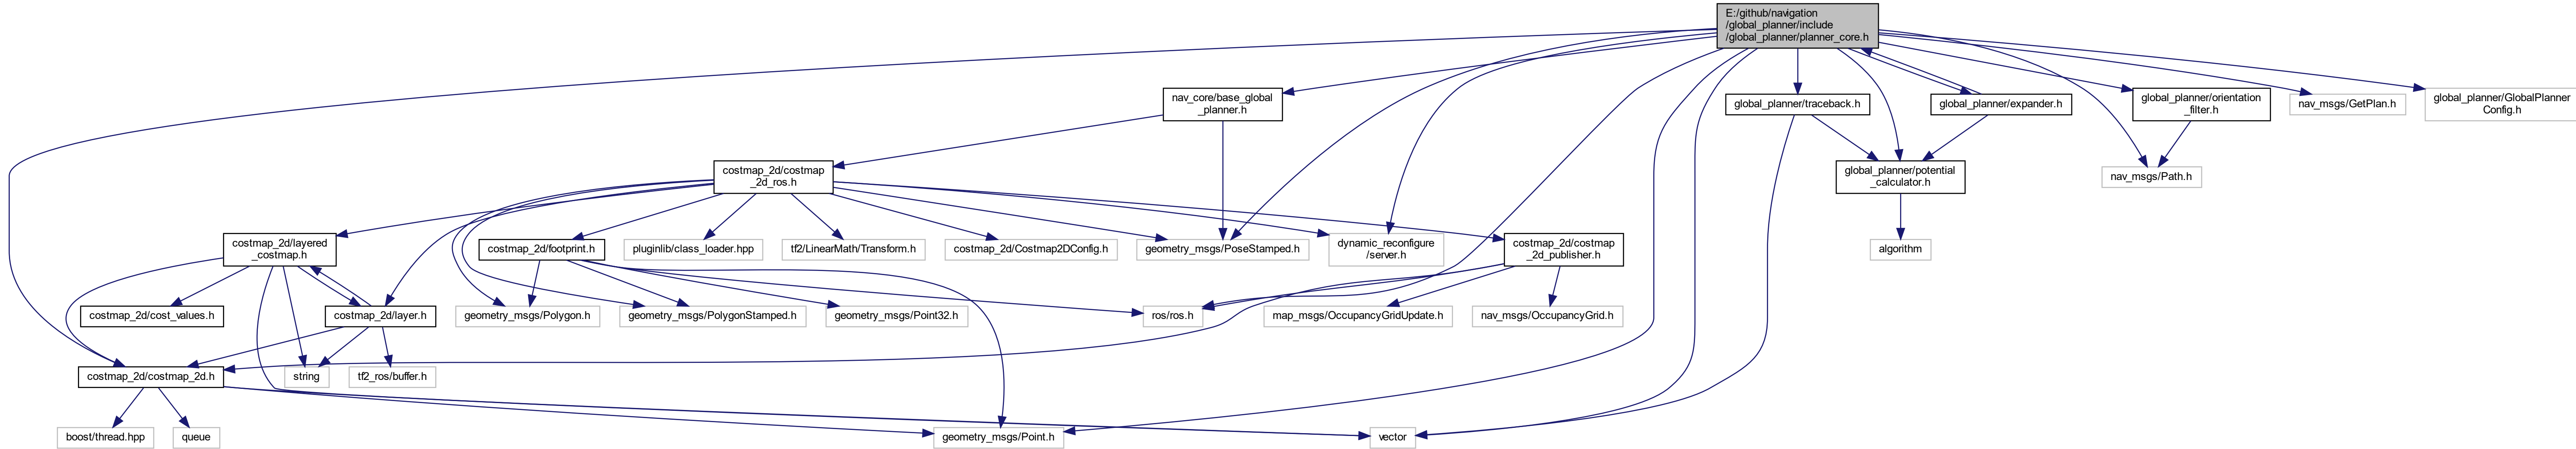 E:/github/navigation
/global_planner/include
/global_planner/planner_core.h
nav_core/base_global
_planner.h
global_planner/traceback.h
global_planner/expander.h
global_planner/orientation
_filter.h
nav_msgs/GetPlan.h
global_planner/GlobalPlanner
Config.h
costmap_2d/costmap
_2d_ros.h
global_planner/potential
_calculator.h
nav_msgs/Path.h
costmap_2d/layered
_costmap.h
costmap_2d/footprint.h
pluginlib/class_loader.hpp
tf2/LinearMath/Transform.h
costmap_2d/Costmap2DConfig.h
geometry_msgs/PoseStamped.h
dynamic_reconfigure
/server.h
costmap_2d/costmap
_2d_publisher.h
algorithm
costmap_2d/cost_values.h
costmap_2d/layer.h
geometry_msgs/Polygon.h
geometry_msgs/PolygonStamped.h
geometry_msgs/Point32.h
ros/ros.h
map_msgs/OccupancyGridUpdate.h
nav_msgs/OccupancyGrid.h
costmap_2d/costmap_2d.h
string
tf2_ros/buffer.h
boost/thread.hpp
queue
geometry_msgs/Point.h
vector